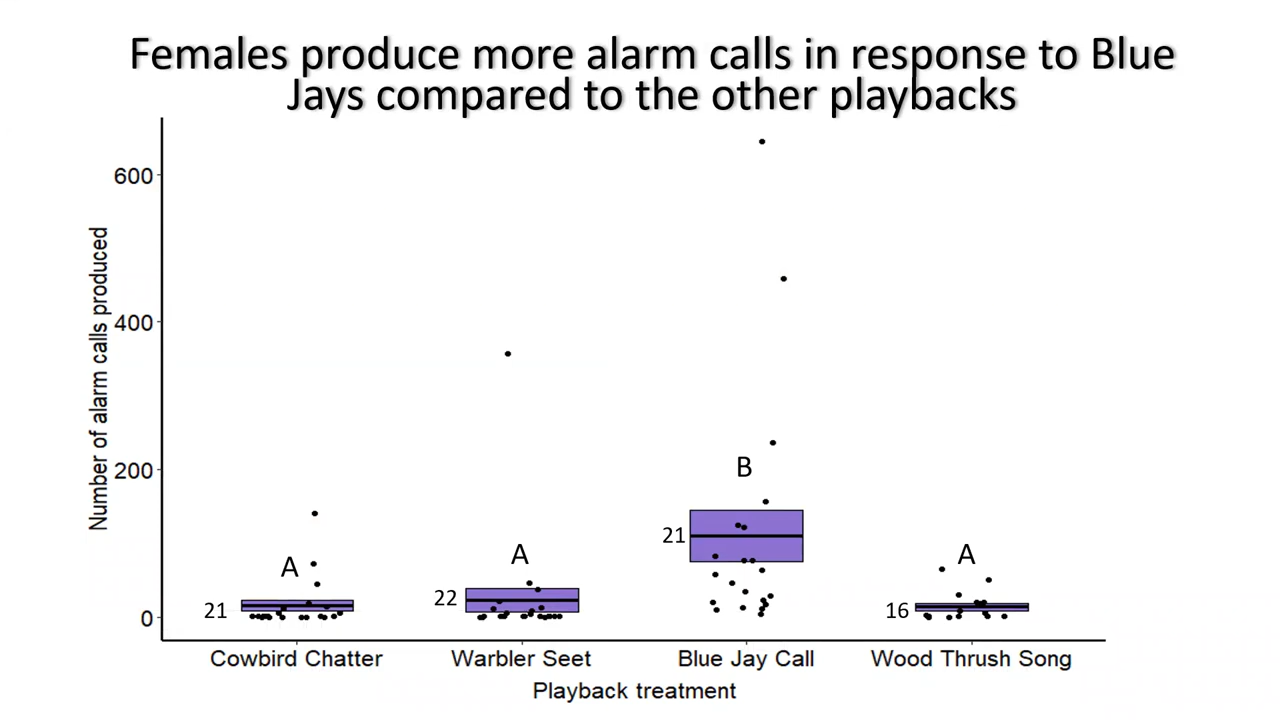 Females produce more alarm calls in response to Blue
Jays compared to the other playbacks
Number of alarm calls produced
600
400
200
0
21
A
22
A
21
B
16
A
Cowbird Chatter
Warbler Seet
Blue Jay Call
Wood Thrush Song
Playback treatment